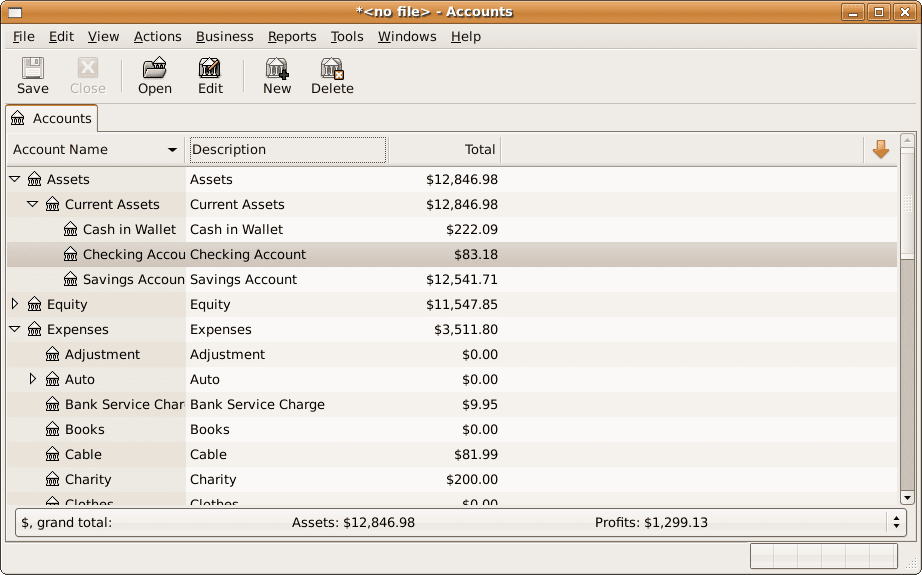 *<no file> - Accounts
File Edit View Actions Business Reports Tools Windows Help
Save Close Open Edit New Delete
Accounts
Account Name Description Total
Assets Assets $12,846.98
Current Assets Current Assets $12,846.98
Cash in Wallet Cash in Wallet $222.09
Checking Accou Checking Account $83.18
Savings Accoun Savings Account $12,541.71
Equity Equity $11,547.85
Expenses Expenses $3,511.80
Adjustment Adjustment $0.00
Auto Auto $0.00
Bank Service Char Bank Service Charge $9.95
Books Books $0.00
Cable Cable $81.99
Charity Charity $200.00
Clothes Clothes $0.00
$, grand total: Assets: $12,846.98 Profits: $1,299.13